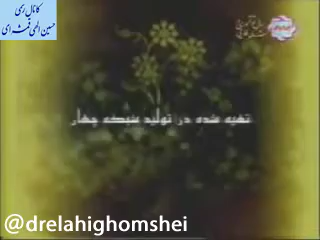 کانال رسمی
حسین الهی قمشه ای
تهیه شده در تولید شبکه چهار
@drelahighomshei